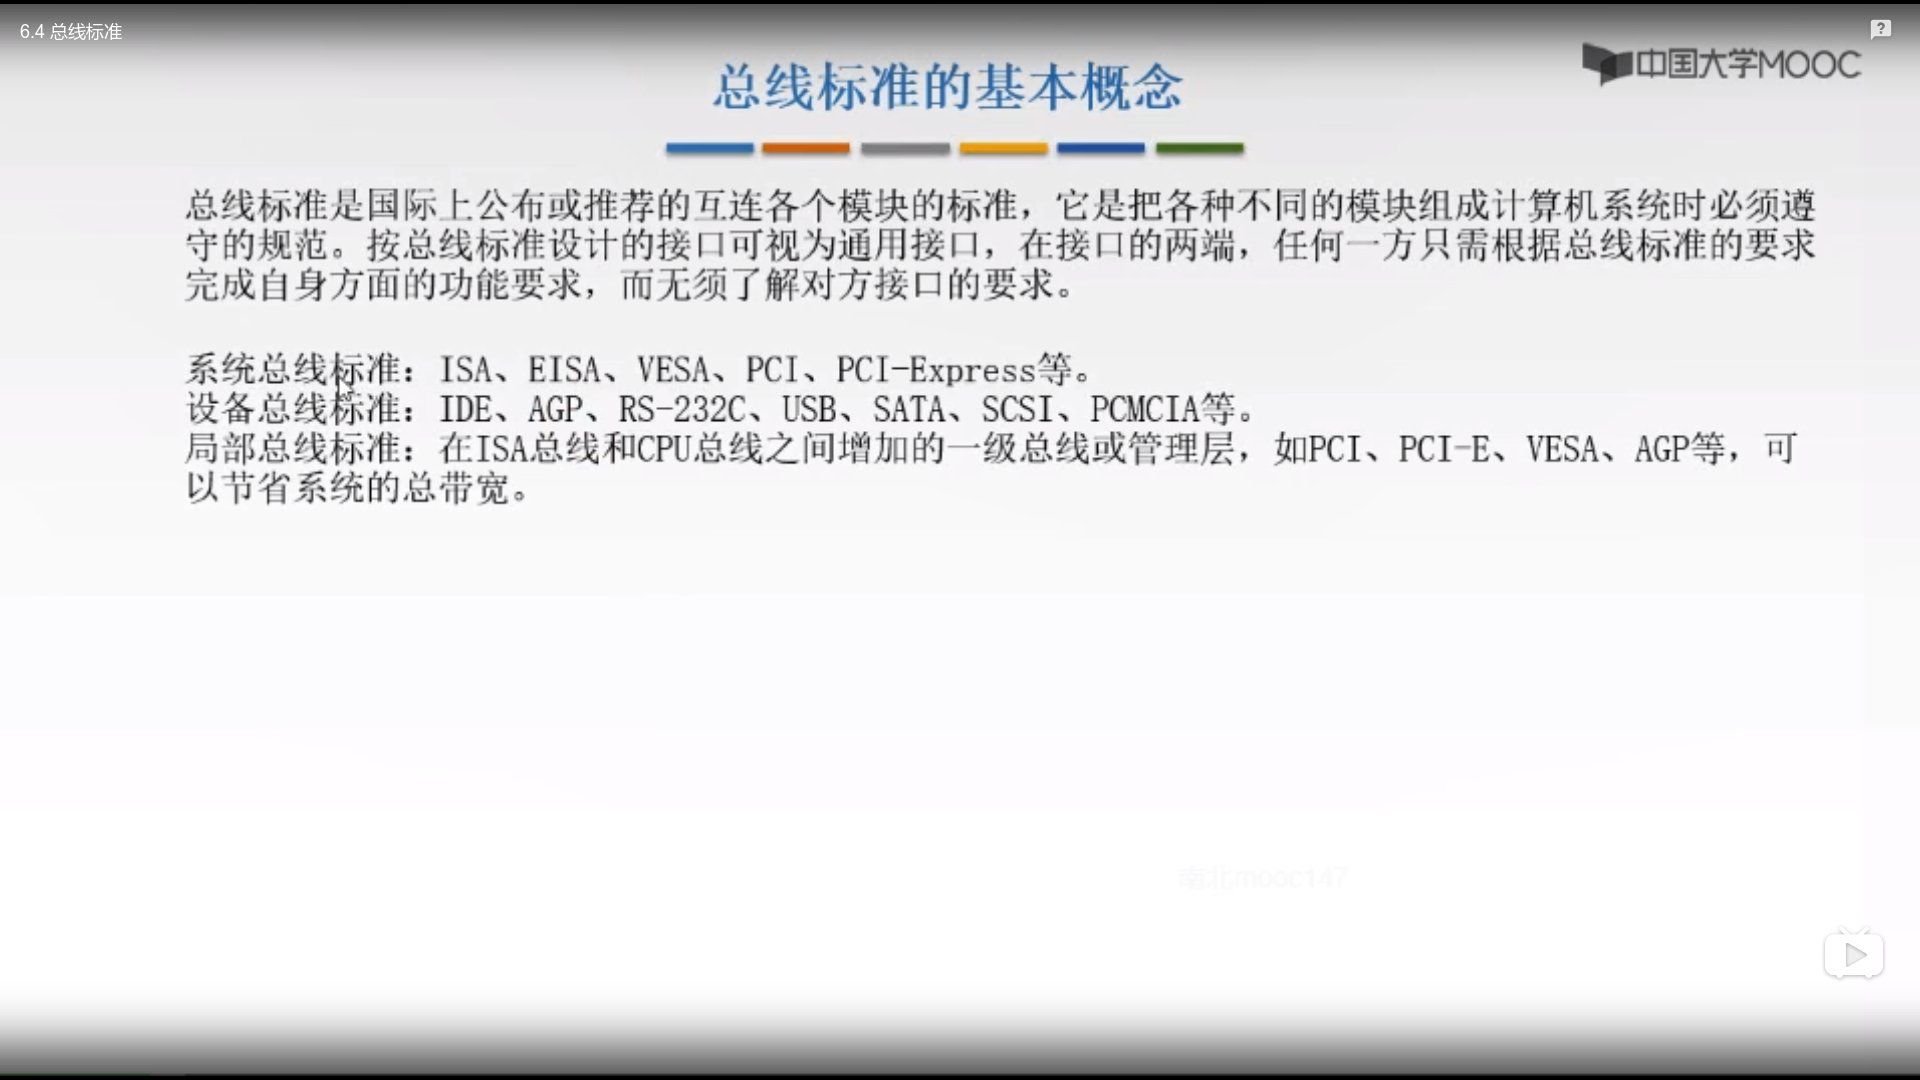 6.4 总线标准
中国大学MOOC
总线标准的基本概念
总线标准是国际上公布或推荐的互连各个模块的标准，它是把各种不同的模块组成计算机系统时必须遵
守的规范。按总线标准设计的接口可视为通用接口，在接口的两端，任何一方只需根据总线标准的要求
完成自身方面的功能要求，而无须了解对方接口的要求。
系统总线标准：ISA、EISA、VESA、PCI、PCI-Express等。
设备总线标准：IDE、AGP、RS-232C、USB、SATA、SCSI、PCMCIA等。
局部总线标准：在ISA总线和CPU总线之间增加的一级总线或管理层，如PCI、PCI-E、VESA、AGP等，可
以节省系统的总带宽。
mooc147